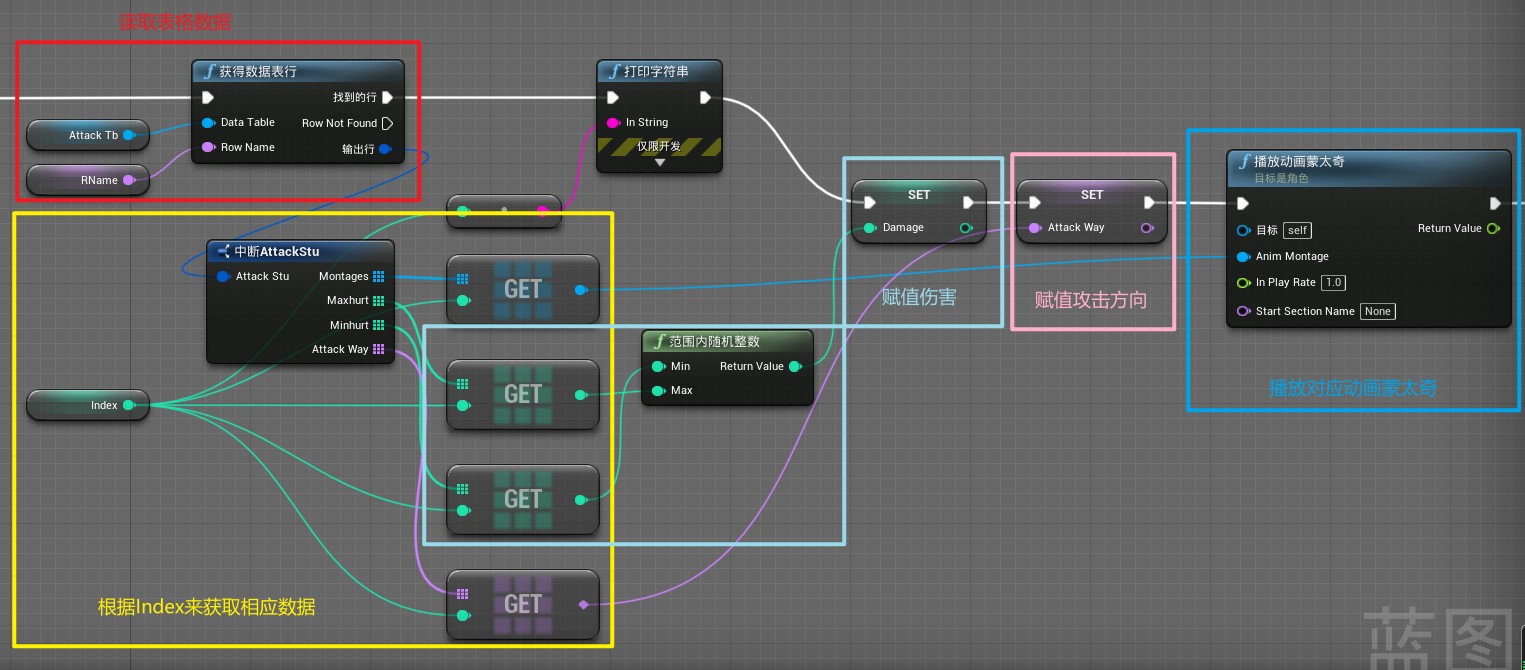 读取表格数据
f 获得数据表行
找到的行
Data Table
Row Not Found
Row Name
输出行
Attack Tb
RName
f 打印字符串
In String
仅限开发
中断AttackStu
Attack Stu
Montages
Maxhurt
Minhurt
Attack Way
Index
GET
GET
GET
GET
根据Index来获取相应数据
f 范围内随机整数
Min
Return Value
Max
SET
Damage
赋值伤害
SET
Attack Way
赋值攻击方向
f 播放动画蒙太奇
目标是角色
目标 self
Return Value
Anim Montage
In Play Rate 1.0
Start Section Name None
播放对应动画蒙太奇
蓝图